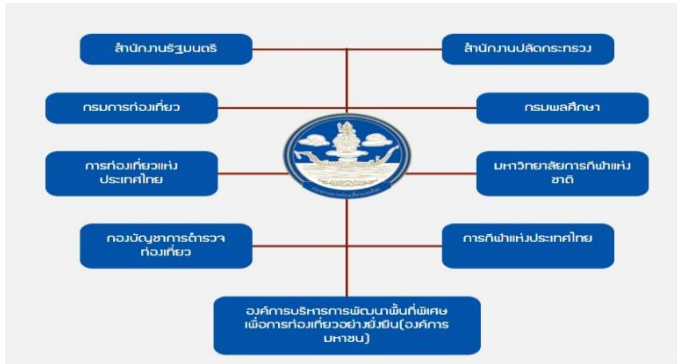 สำนักงานรัฐมนตรี
สำนักงานปลัดกระทรวง
กรมการท่องเที่ยว
กรมพลศึกษา
การท่องเที่ยวแห่ง
ประเทศไทย
มหาวิทยาลัยการกีฬาแห่ง
ชาติ
กองบัญชาการตำรวจ
ท่องเที่ยว
การกีฬาแห่งประเทศไทย
องค์การบริหารการพัฒนาพื้นที่พิเศษ
เพื่อการท่องเที่ยวอย่างยั่งยืน(องค์การ
มหาชน)